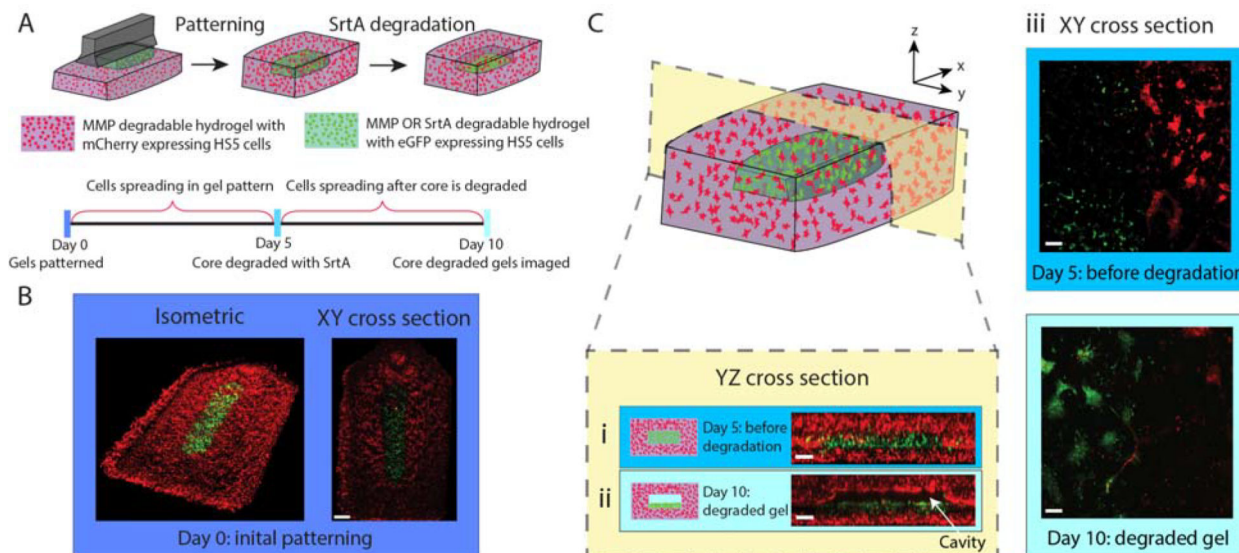 A
Patterning
SrtA degradation
MMP degradable hydrogel with
mCherry expressing HS5 cells
MMP OR SrtA degradable hydrogel
with eGFP expressing HS5 cells
Cells spreading in gel pattern
Cells spreading after core is degraded
Day 0
Gels patterned
Day 5
Core degraded with SrtA
Day 10
Core degraded gels imaged
B
Isometric
XY cross section
Day 0: inital patterning
C
z
x
y
YZ cross section
i
Day 5: before
degradation
ii
Day 10:
degraded gel
Cavity
iii
XY cross section
Day 5: before degradation
Day 10: degraded gel